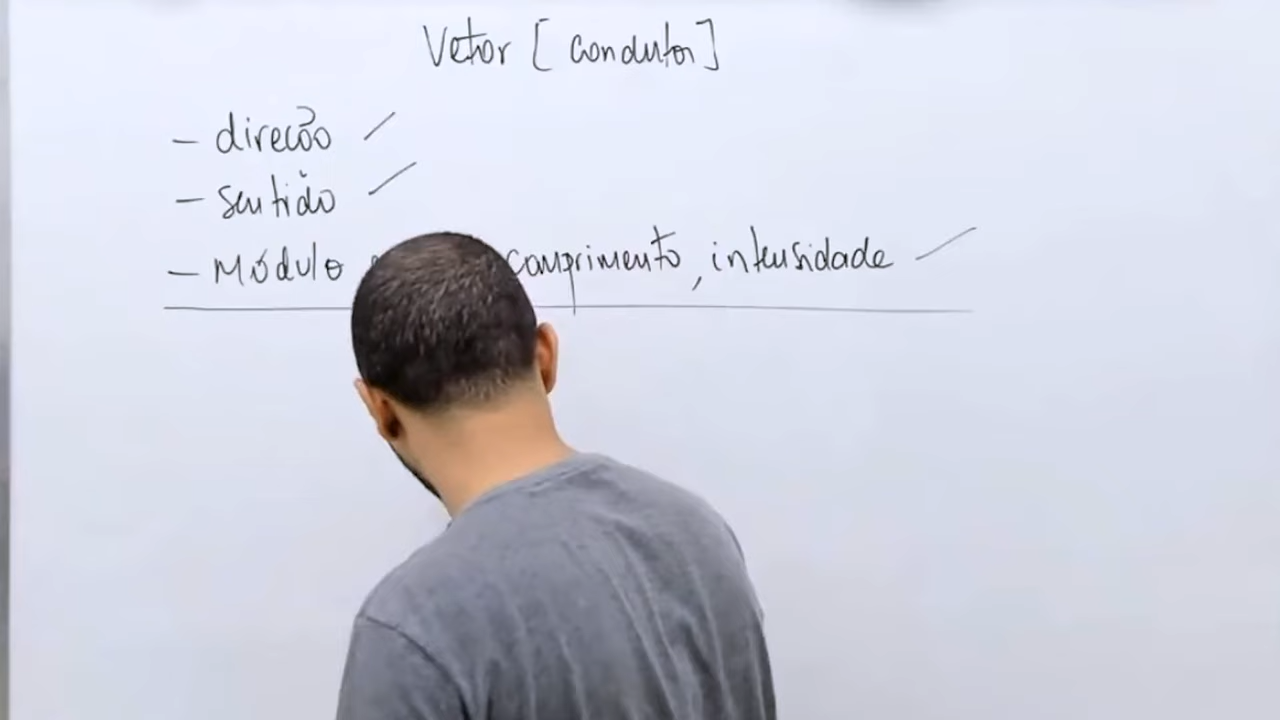 Vetor [condutor]
- direção
- sentido
- Módulo comprimento, intensidade